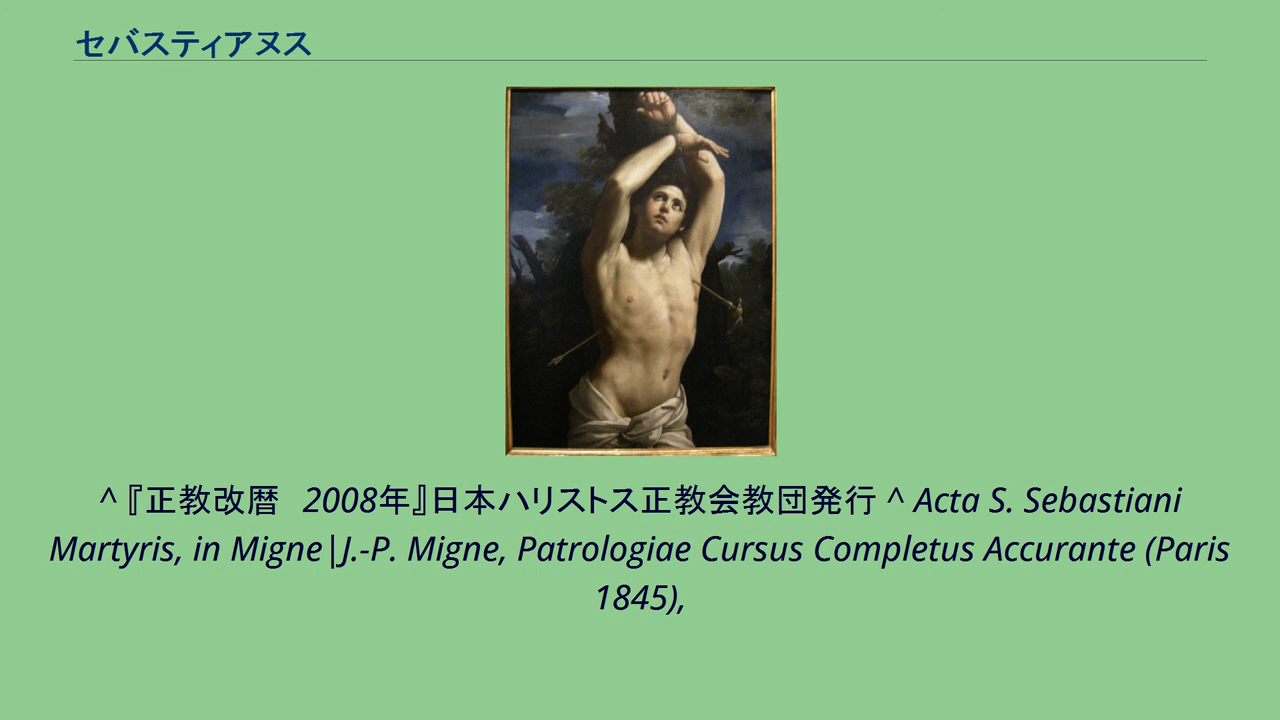 セバスティアヌス
^『正教改暦 2008年』日本ハリストス正教会教団発行 ^ Acta S. Sebastiani
Martyris, in Migne|J.-P. Migne, Patrologiae Cursus Completus Accurante (Paris
1845),